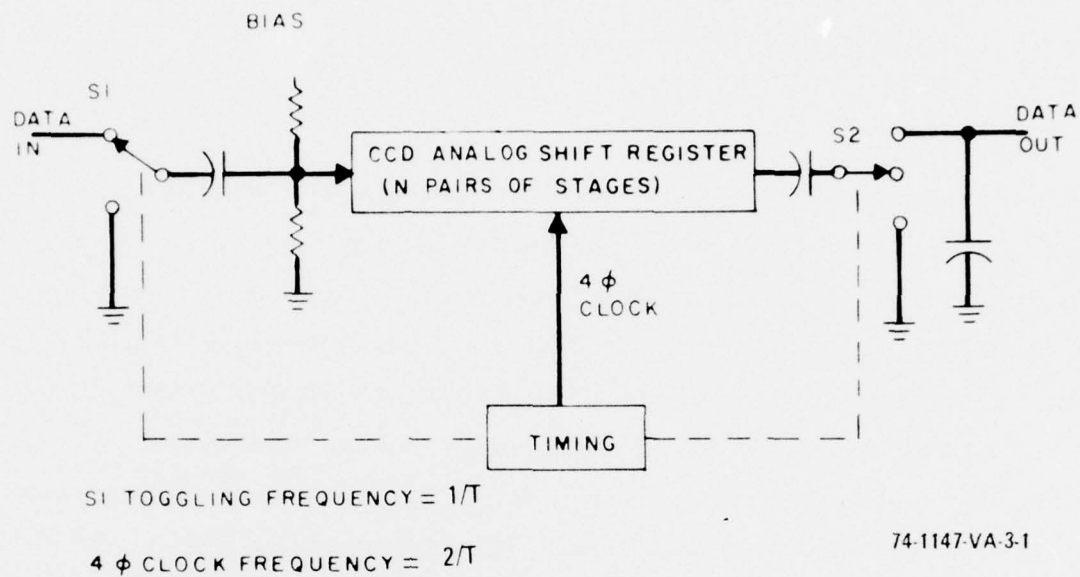 BIAS
S1
DATA
IN
CCD ANALOG SHIFT REGISTER
(N PAIRS OF STAGES)
S2
DATA
OUT
4 ϕ
CLOCK
TIMING
S1 TOGGLING FREQUENCY = 1/T
4 ϕ CLOCK FREQUENCY = 2/T
74-1147-VA-3-1